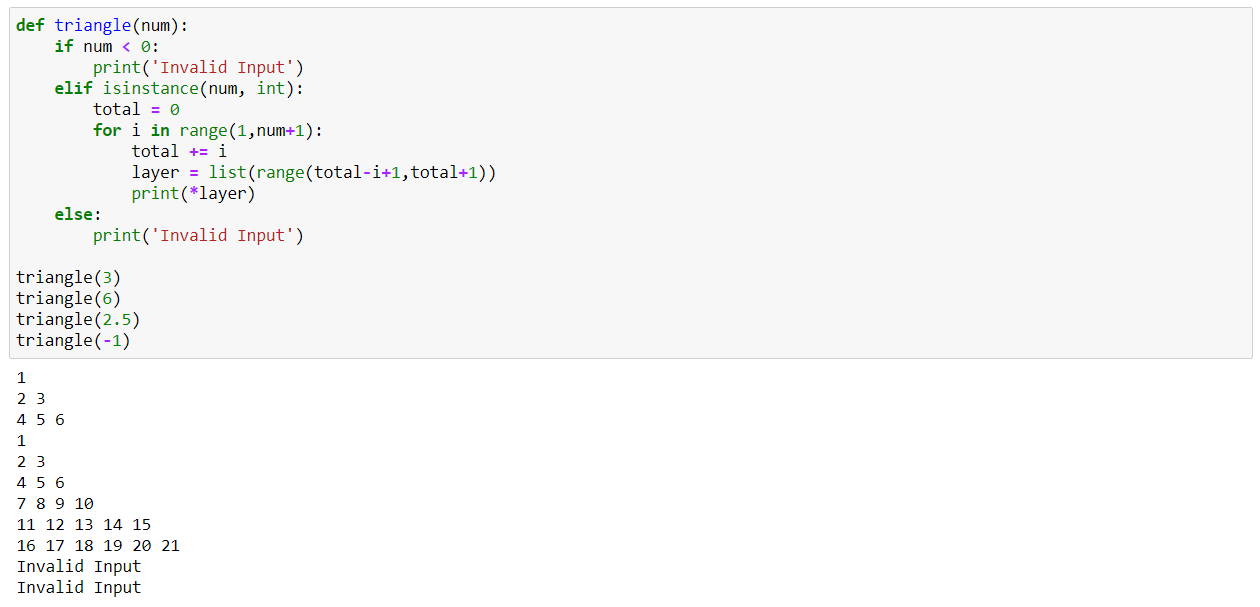 def triangle(num):
    if num < 0:
        print('Invalid Input')
    elif isinstance(num, int):
        total = 0
        for i in range(1,num+1):
            total += i
            layer = list(range(total-i+1,total+1))
            print(*layer)
    else:
        print('Invalid Input')

triangle(3)
triangle(6)
triangle(2.5)
triangle(-1)
1
2 3
4 5 6
1
2 3
4 5 6
7 8 9 10
11 12 13 14 15
16 17 18 19 20 21
Invalid Input
Invalid Input